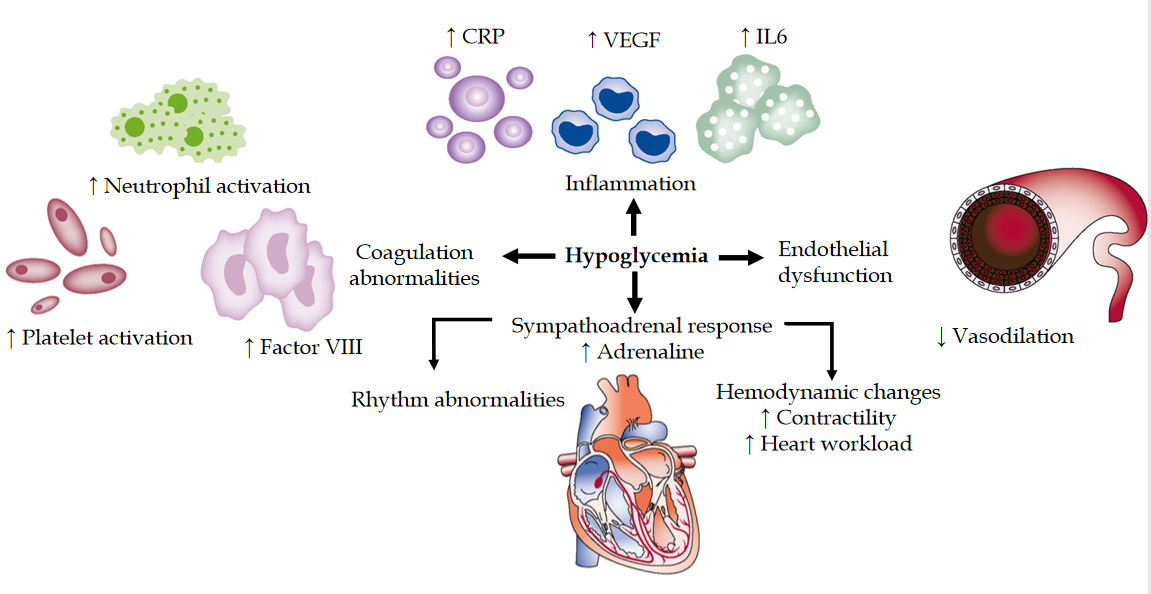 ↑ CRP
↑ VEGF
↑ IL6
↑ Neutrophil activation
Inflammation
Coagulation
abnormalities
Hypoglycemia
Endothelial
dysfunction
↑ Platelet activation
↑ Factor VIII
Sympathoadrenal response
↑ Adrenaline
↓ Vasodilation
Rhythm abnormalities
Hemodynamic changes
↑ Contractility
↑ Heart workload